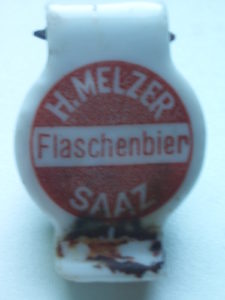 H. MELZER
Flaschenbier
SAAZ